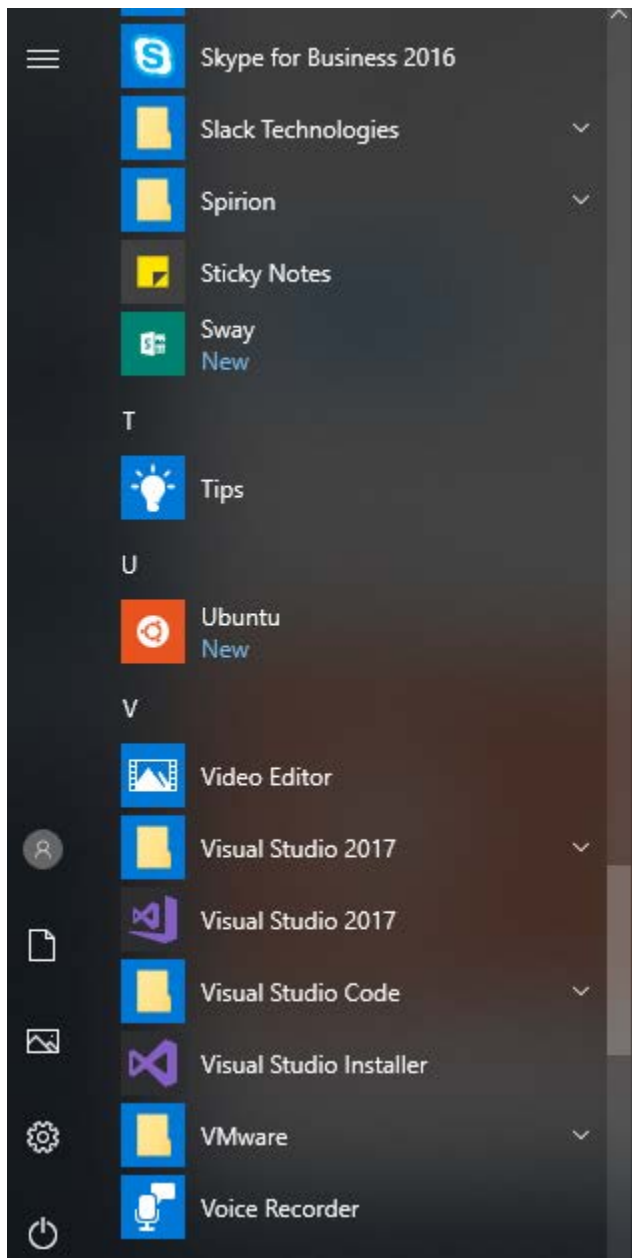 Skype for Business 2016
Slack Technologies
Spirion
Sticky Notes
Sway
New
T
Tips
U
Ubuntu
New
V
Video Editor
Visual Studio 2017
Visual Studio 2017
Visual Studio Code
Visual Studio Installer
VMware
Voice Recorder